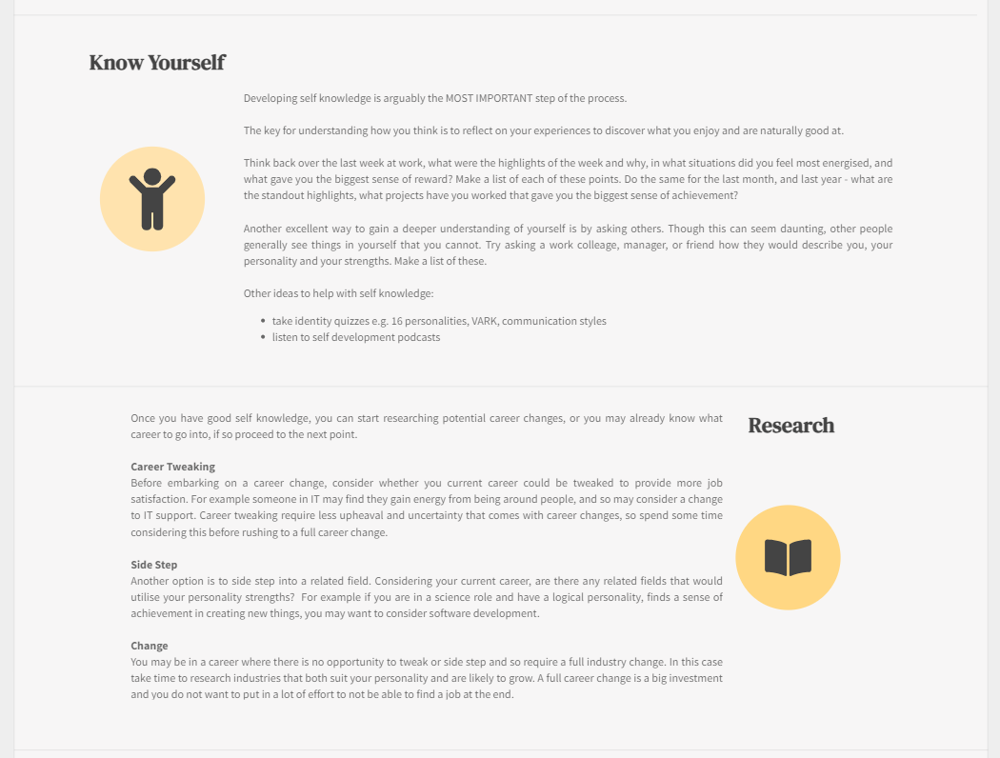 Know Yourself
Developing self knowledge is arguably the MOST IMPORTANT step of the process.
The key for understanding how you think is to reflect on your experiences to discover what you enjoy and are naturally good at.
Think back over the last week at work, what were the highlights of the week and why, in what situations did you feel most energised, and
what gave you the biggest sense of reward? Make a list of each of these points. Do the same for the last month, and last year - what are
the standout highlights, what projects have you worked that gave you the biggest sense of achievement?
Another excellent way to gain a deeper understanding of yourself is by asking others. Though this can seem daunting, other people
generally see things in yourself that you cannot. Try asking a work colleage, manager, or friend how they would describe you, your
personality and your strengths. Make a list of these.
Other ideas to help with self knowledge:
• take identity quizzes e.g. 16 personalities, VARK, communication styles
• listen to self development podcasts
Research
Once you have good self knowledge, you can start researching potential career changes, or you may already know what
career to go into, if so proceed to the next point.
Career Tweaking
Before embarking on a career change, consider whether you current career could be tweaked to provide more job
satisfaction. For example someone in IT may find they gain energy from being around people, and so may consider a change
to IT support. Career tweaking require less upheaval and uncertainty that comes with career changes, so spend some time
considering this before rushing to a full career change.
Side Step
Another option is to side step into a related field. Considering your current career, are there any related fields that would
utilise your personality strengths?  For example if you are in a science role and have a logical personality, finds a sense of
achievement in creating new things, you may want to consider software development.
Change
You may be in a career where there is no opportunity to tweak or side step and so require a full industry change. In this case
take time to research industries that both suit your personality and are likely to grow. A full career change is a big investment
and you do not want to put in a lot of effort to not be able to find a job at the end.